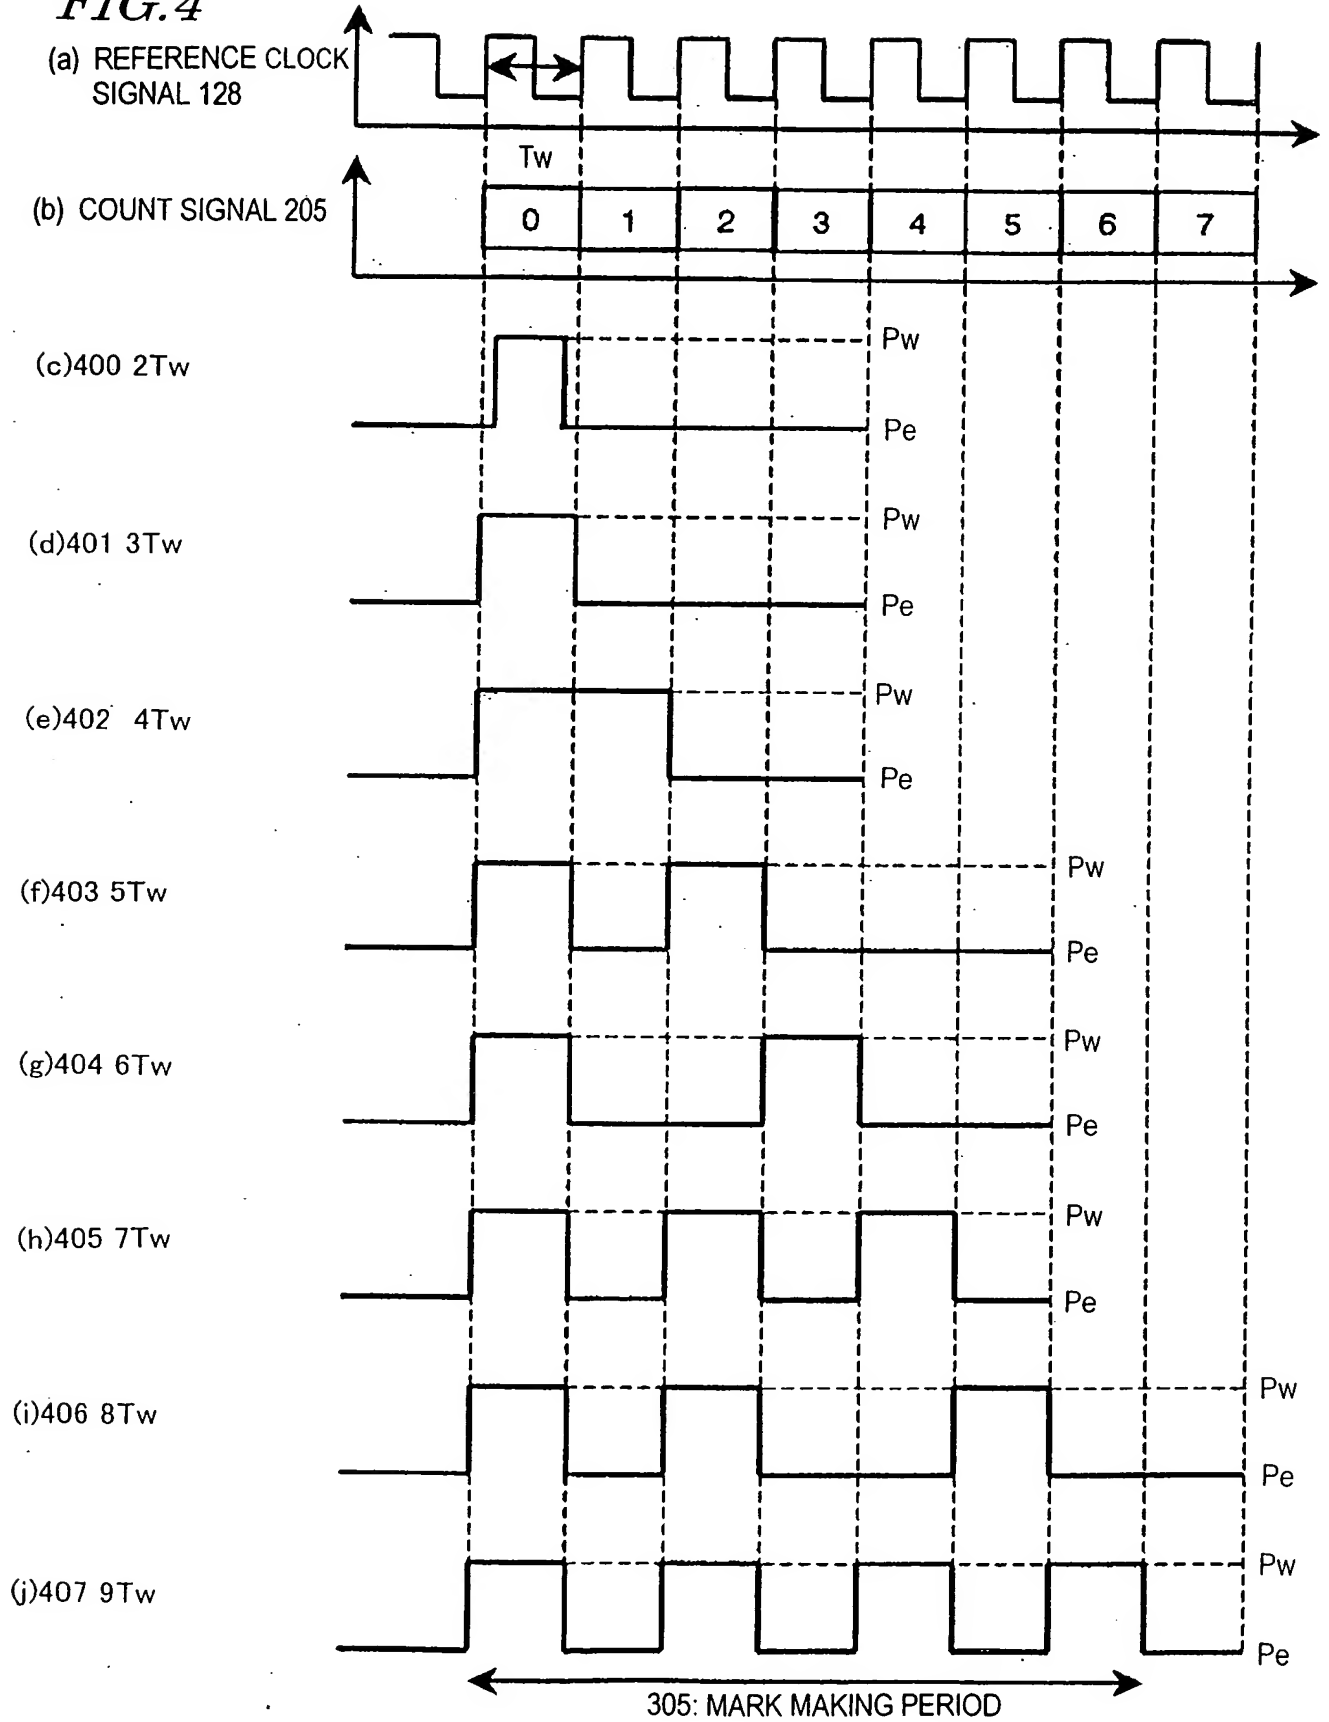 FIG.4
(a) REFERENCE CLOCK
SIGNAL 128
Tw
(b) COUNT SIGNAL 205
0 1 2 3 4 5 6 7
Pw
(c)400 2Tw
Pe
Pw
(d)401 3Tw
Pe
Pw
(e)402 4Tw
Pe
Pw
(f)403 5Tw
Pe
Pw
(g)404 6Tw
Pe
Pw
(h)405 7Tw
Pe
Pw
(i)406 8Tw
Pe
Pw
(j)407 9Tw
Pe
305: MARK MAKING PERIOD